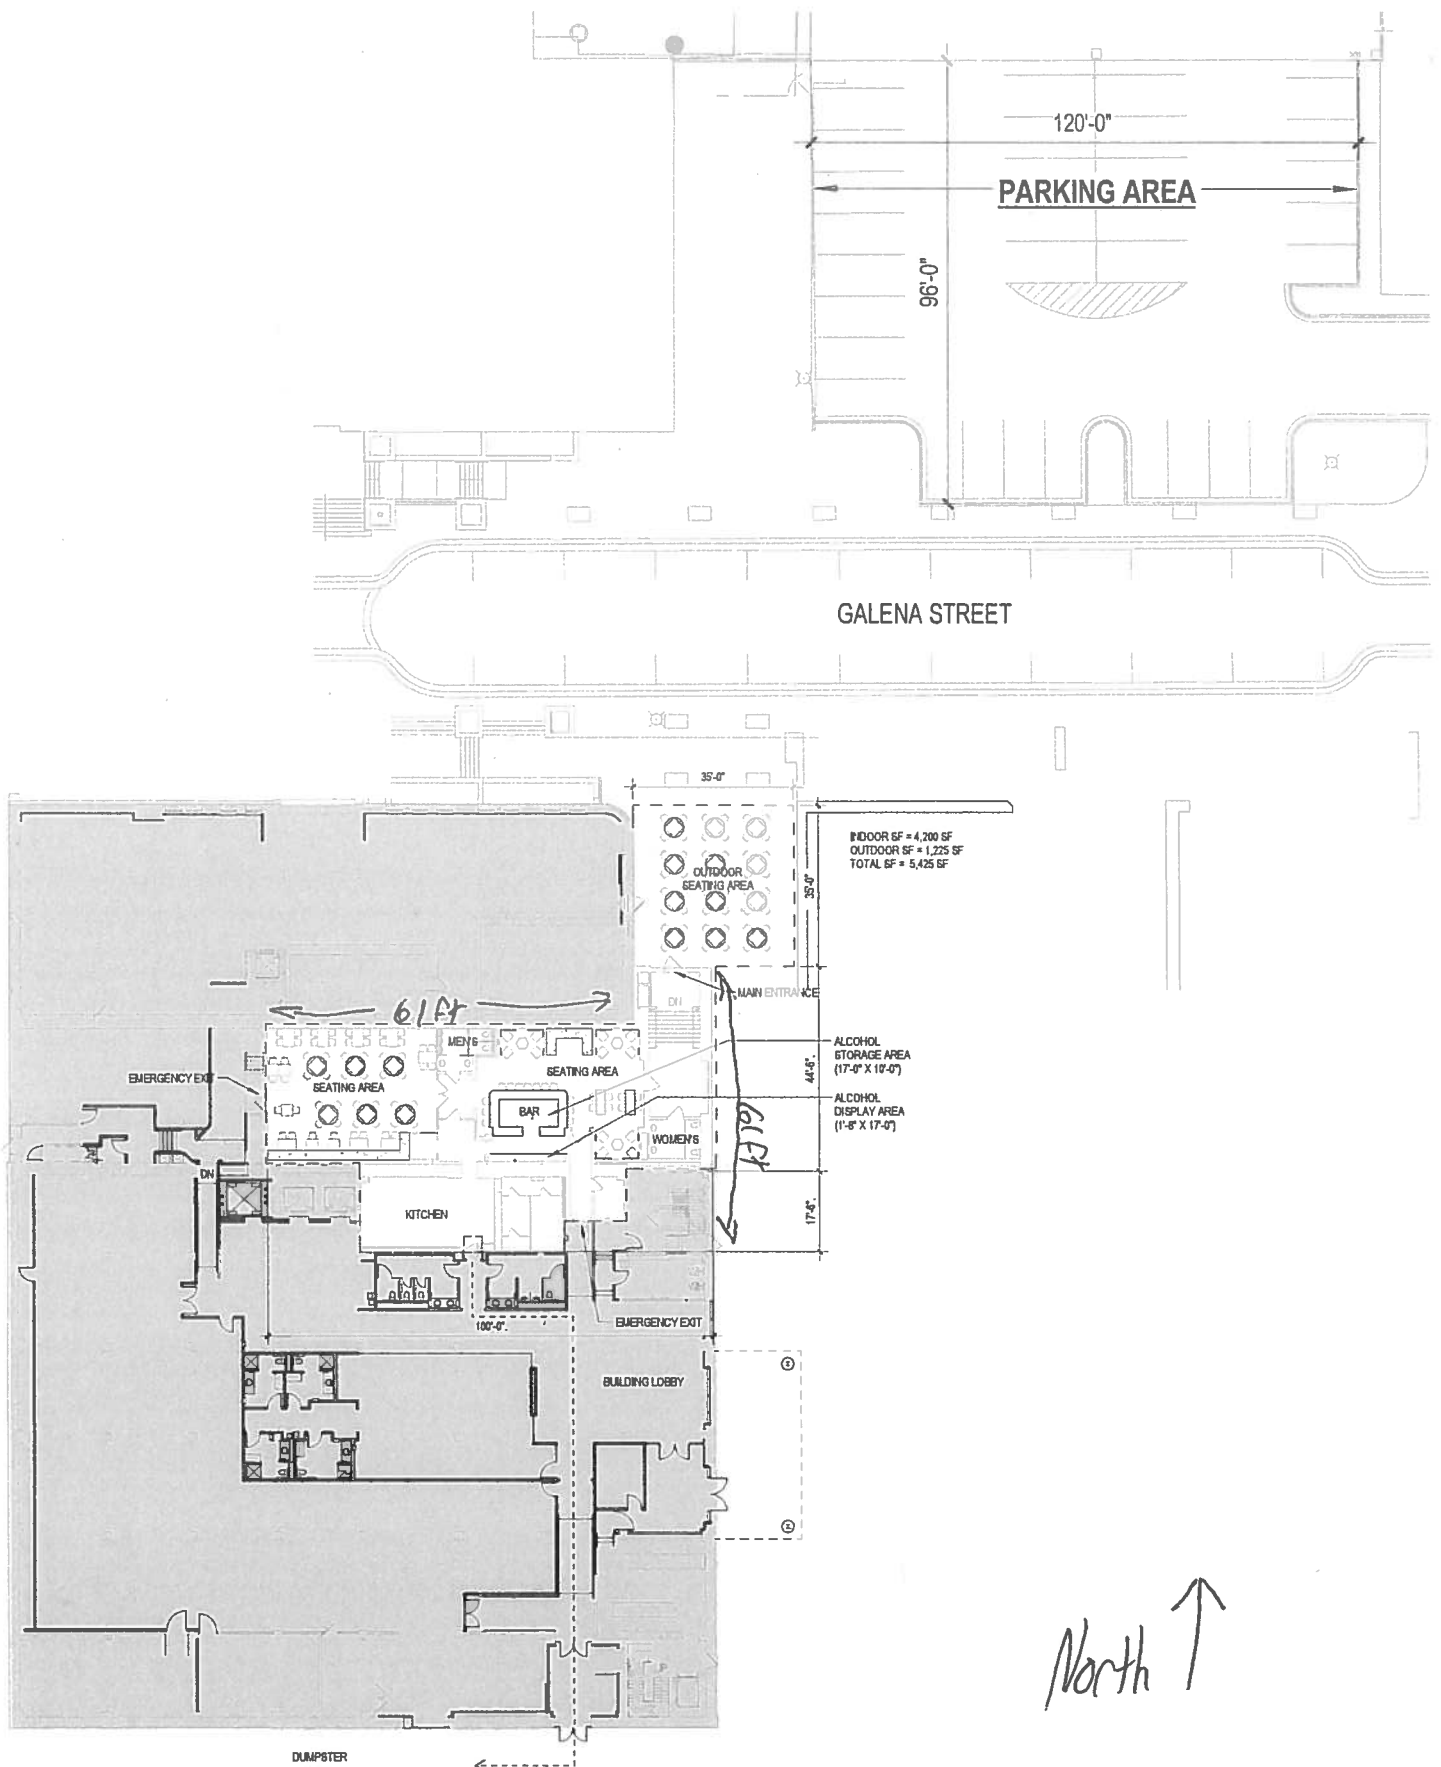 120'-0"
PARKING AREA
96'-0"
GALENA STREET
35'-0"
INDOOR SF = 4,200 SF
OUTDOOR SF = 1,225 SF
TOTAL SF = 5,425 SF
OUTDOOR
SEATING AREA
35'-0"
MAIN ENTRANCE
DN
61 Ft
MEN'S
SEATING AREA
ALCOHOL
STORAGE AREA
(17'-0" X 10'-0")
44'-6".
EMERGENCY EXIT
SEATING AREA
BAR
ALCOHOL
DISPLAY AREA
(1'-8" X 17'-0")
61 Ft
WOMEN'S
DN
KITCHEN
17'-6".
100'-0".
EMERGENCY EXIT
BUILDING LOBBY
North
DUMPSTER